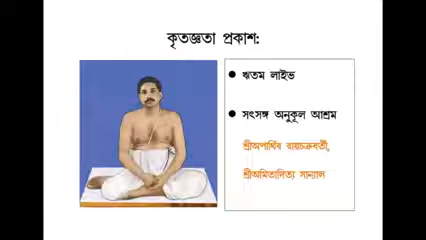 কৃতজ্ঞতা প্রকাশ:
● ঋতম লাইভ
● সৎসঙ্গ অনুকূল আশ্রম
শ্রীঅপার্থিব রায়চক্রবর্তী,
শ্রীঅমিতাদিত্য সান্যাল